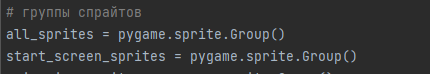 # группы спрайтов
all_sprites = pygame.sprite.Group()
start_screen_sprites = pygame.sprite.Group()